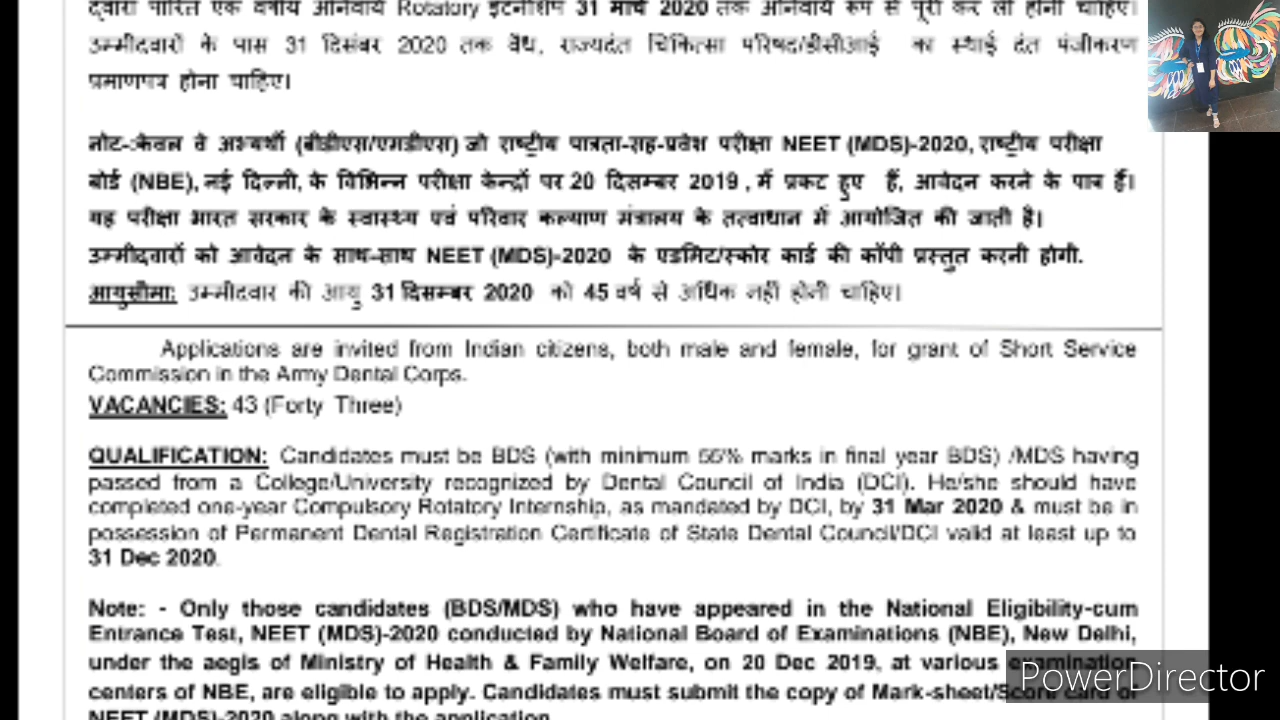 द्वारा पारित एक वर्षीय अनिवार्य Rotatory इंटर्नशिप 31 मार्च 2020 तक अनिवार्य रूप से पूरी कर ली होनी चाहिए।
उम्मीदवारों के पास 31 दिसंबर 2020 तक वैध, राज्यदंत चिकित्सा परिषद/डीसीआई का स्थाई दंत पंजीकरण
प्रमाणपत्र होना चाहिए।
नोट-:केवल वे अभ्यर्थी (बीडीएस/एमडीएस) जो राष्ट्रीय पात्रता-सह-प्रवेश परीक्षा NEET (MDS)-2020, राष्ट्रीय परीक्षा
बोर्ड (NBE), नई दिल्ली, के विभिन्न परीक्षा केन्द्रों पर 20 दिसम्बर 2019 , में प्रकट हुए हैं, आवेदन करने के पात्र हैं।
यह परीक्षा भारत सरकार के स्वास्थ्य एवं परिवार कल्याण मंत्रालय के तत्वाधान में आयोजित की जाती है।
उम्मीदवारों को आवेदन के साथ-साथ NEET (MDS)-2020 के एडमिट/स्कोर कार्ड की कॉपी प्रस्तुत करनी होगी.
आयुसीमा: उम्मीदवार की आयु 31 दिसम्बर 2020 को 45 वर्ष से अधिक नहीं होनी चाहिए।
Applications are invited from Indian citizens, both male and female, for grant of Short Service
Commission in the Army Dental Corps.
VACANCIES: 43 (Forty Three)
QUALIFICATION: Candidates must be BDS (with minimum 55% marks in final year BDS) /MDS having
passed from a College/University recognized by Dental Council of India (DCI). He/she should have
completed one-year Compulsory Rotatory Internship, as mandated by DCI, by 31 Mar 2020 & must be in
possession of Permanent Dental Registration Certificate of State Dental Council/DCI valid at least up to
31 Dec 2020.
Note: - Only those candidates (BDS/MDS) who have appeared in the National Eligibility-cum
Entrance Test, NEET (MDS)-2020 conducted by National Board of Examinations (NBE), New Delhi,
under the aegis of Ministry of Health & Family Welfare, on 20 Dec 2019, at various examination
centers of NBE, are eligible to apply. Candidates must submit the copy of Mark-sheet/Score card of
NEET (MDS)-2020 along with the application.
PowerDirector